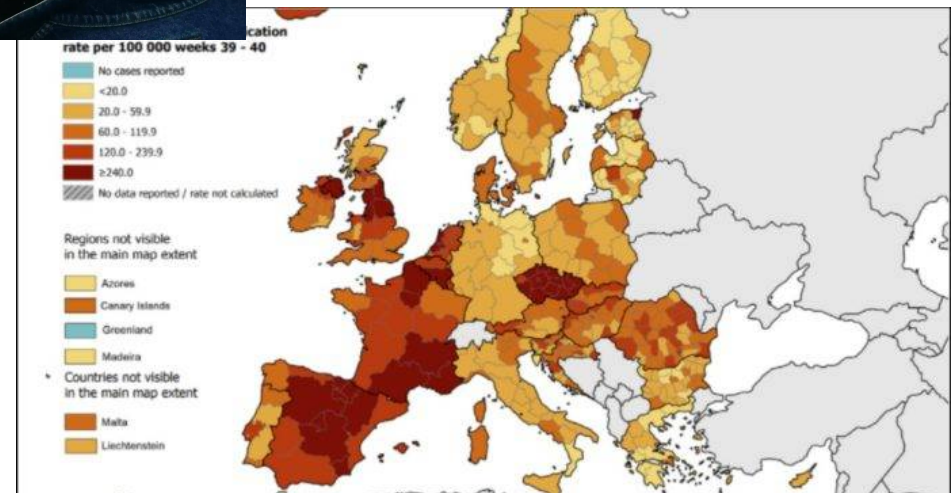 ication
rate per 100 000 weeks 39 - 40
No cases reported
<20.0
20.0 - 59.9
60.0 - 119.9
120.0 - 239.9
≥240.0
No data reported / rate not calculated
Regions not visible
in the main map extent
Azores
Canary Islands
Greenland
Madeira
Countries not visible
in the main map extent
Malta
Liechtenstein